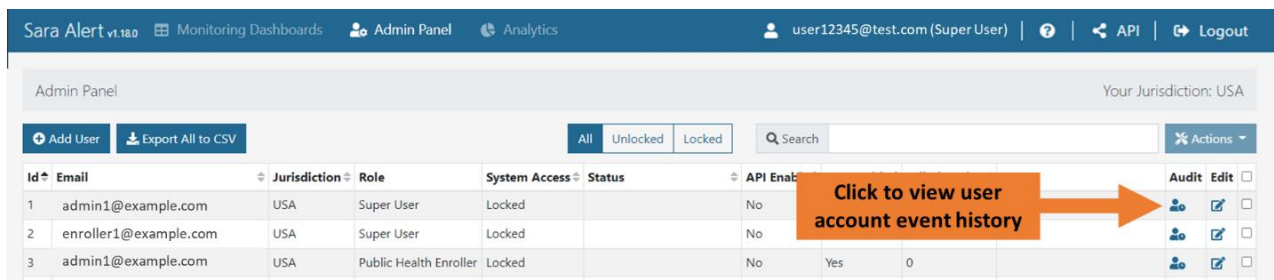 Sara Alert v1.18.0 Monitoring Dashboards Admin Panel Analytics user12345@test.com (Super User) API Logout
Admin Panel Your Jurisdiction: USA
Add User Export All to CSV All Unlocked Locked Search Actions
Id Email Jurisdiction Role System Access Status API Audit Edit
Click to view user
account event history
1 admin1@example.com USA Super User Locked No
2 enroller1@example.com USA Super User Locked No
3 admin1@example.com USA Public Health Enroller Locked No Yes 0